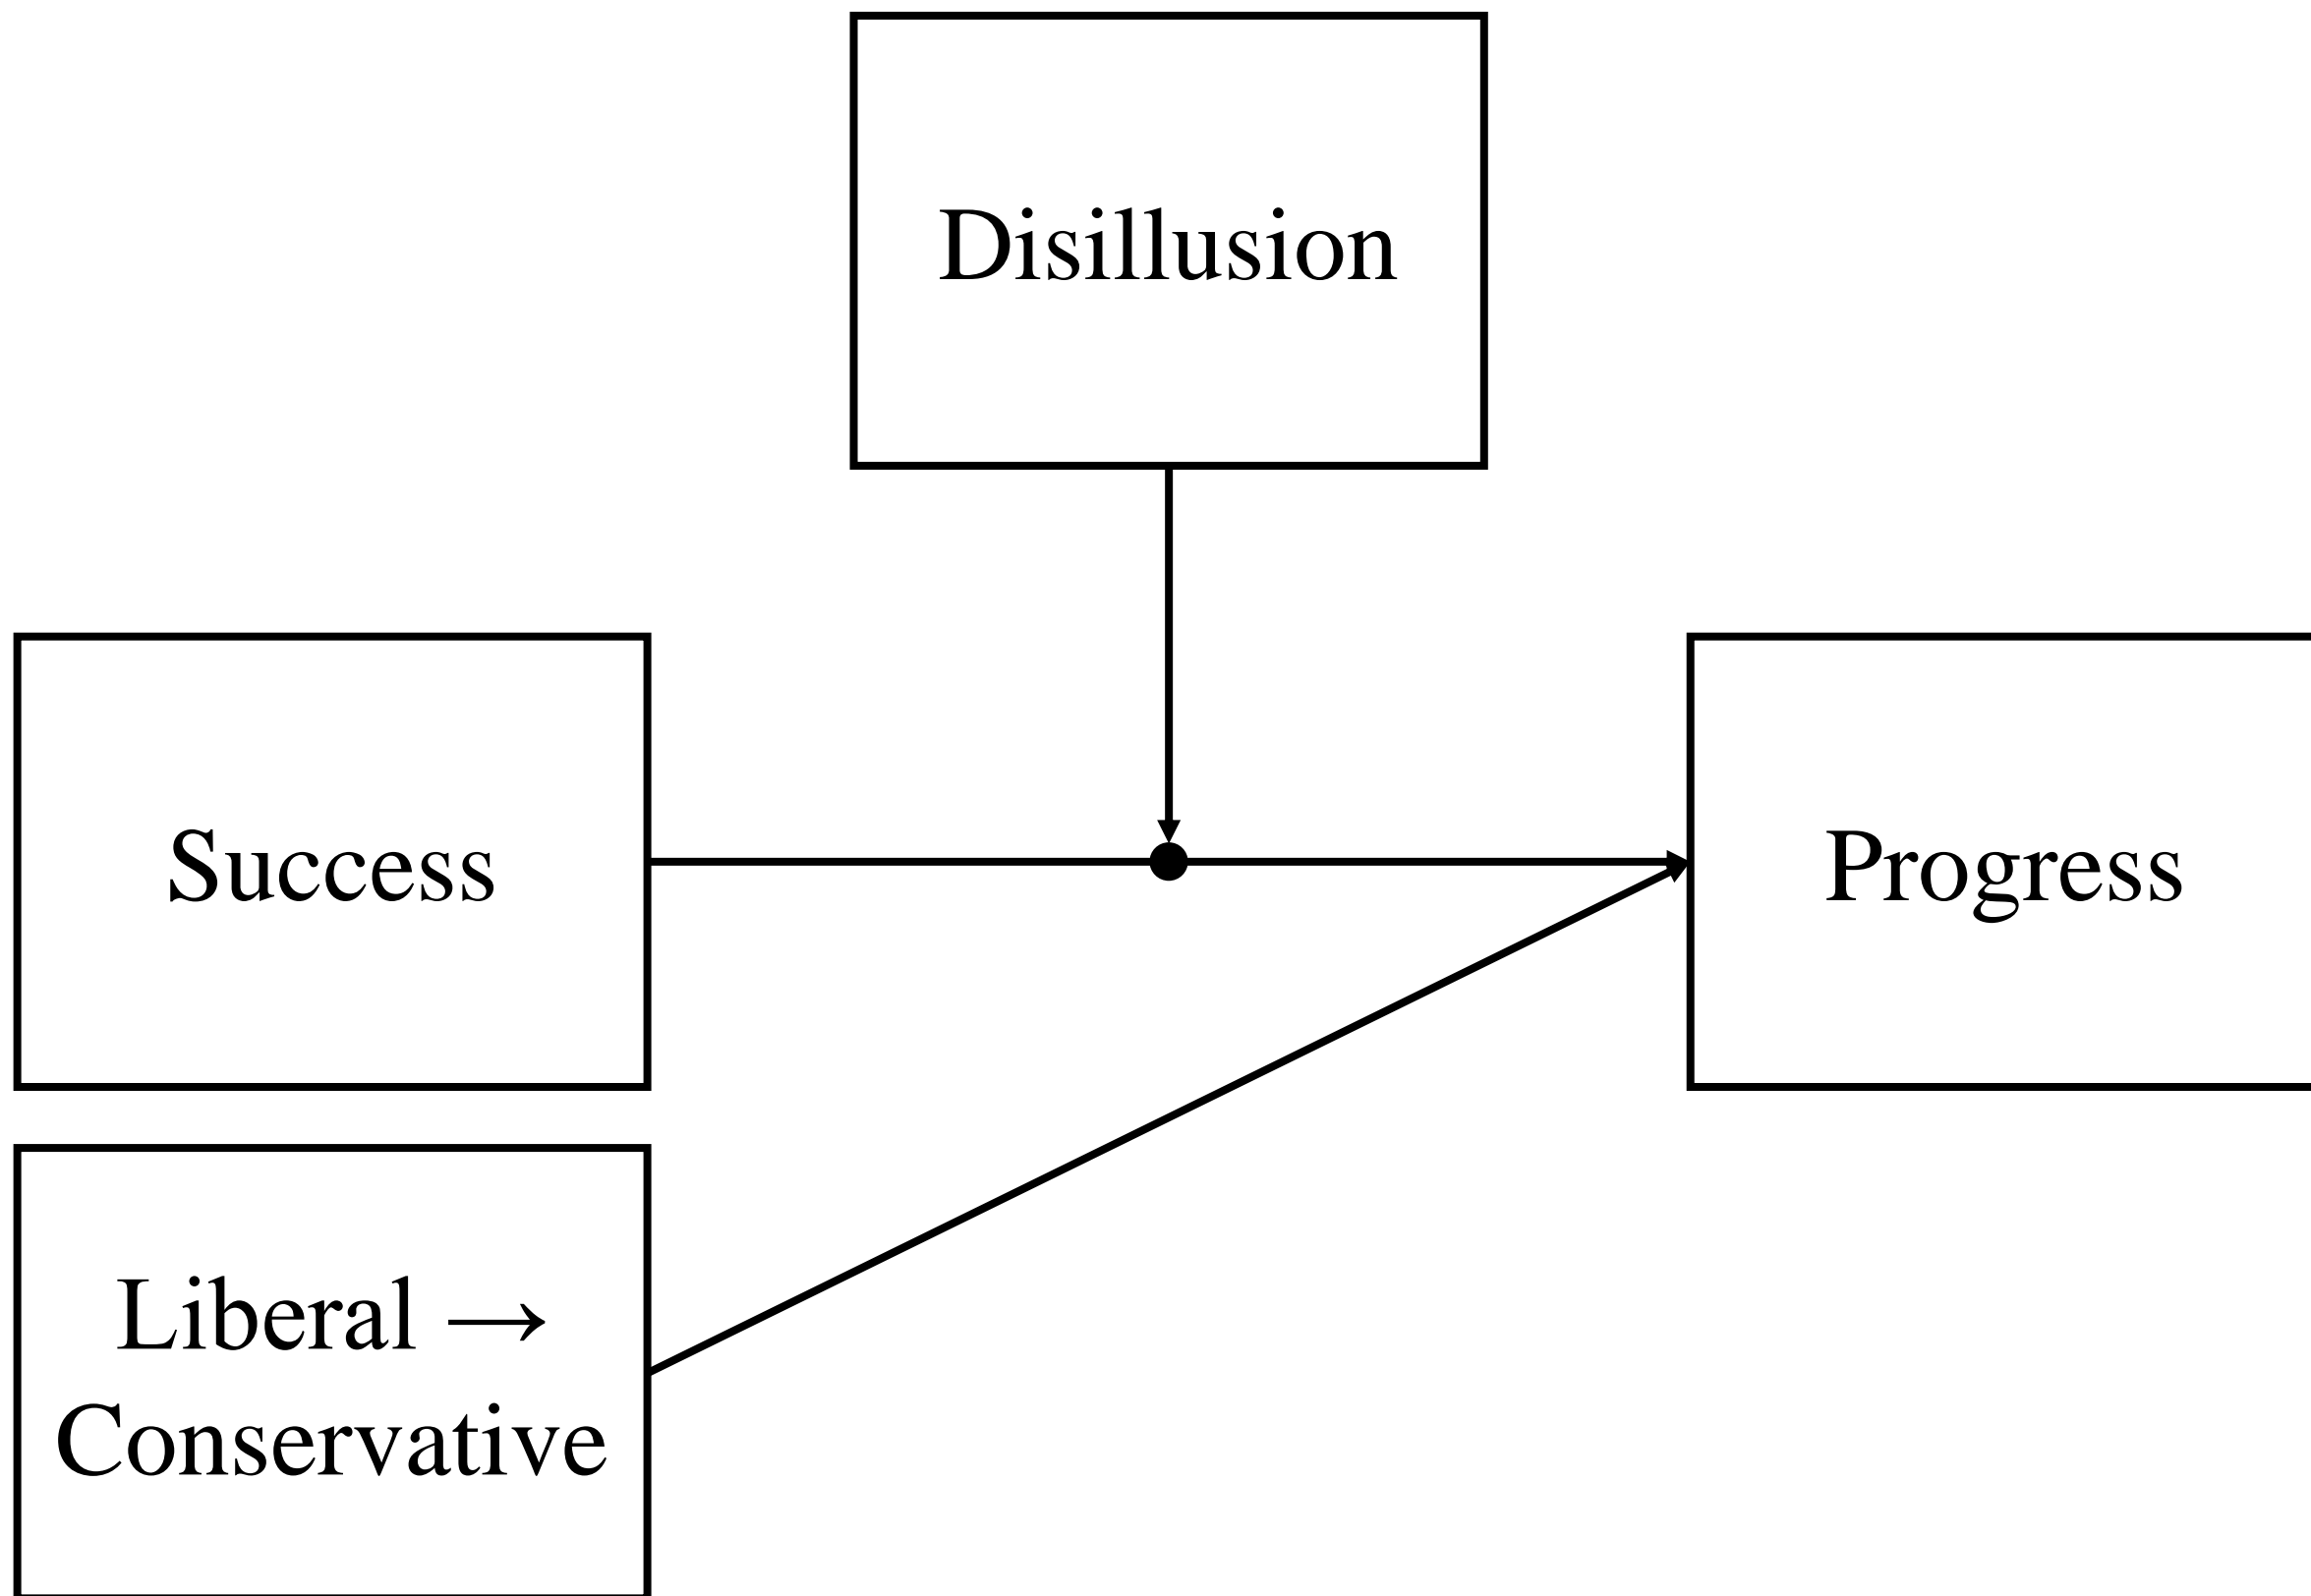 Disillusion
Success
Progress
Liberal →
Conservative